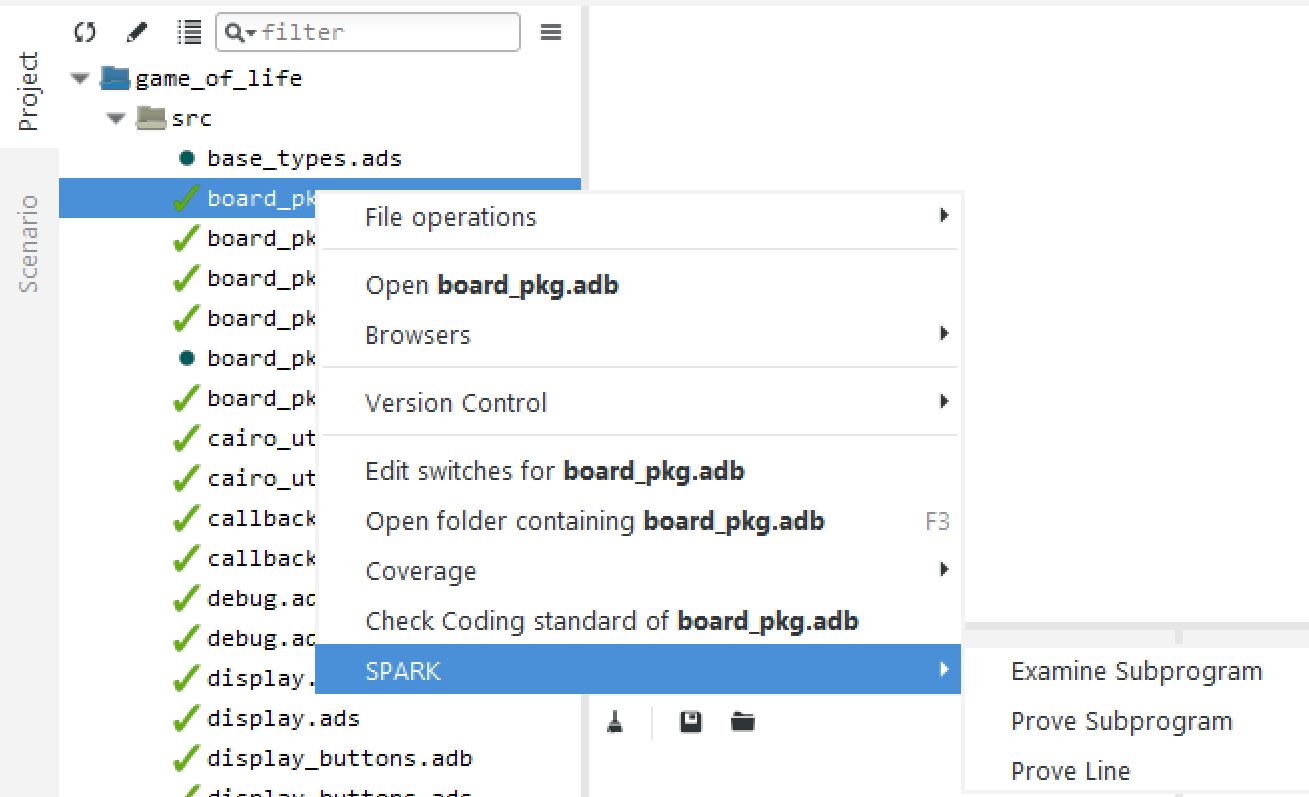 Project
Scenario
filter
game_of_life
src
base_types.ads
board_pk
board_pk
board_pk
board_pk
board_pk
board_pk
cairo_ut
cairo_ut
callback
callback
debug.ad
debug.ad
display.
display.ads
display_buttons.adb
display_buttons.ads
File operations
Open board_pkg.adb
Browsers
Version Control
Edit switches for board_pkg.adb
Open folder containing board_pkg.adb F3
Coverage
Check Coding standard of board_pkg.adb
SPARK
Examine Subprogram
Prove Subprogram
Prove Line